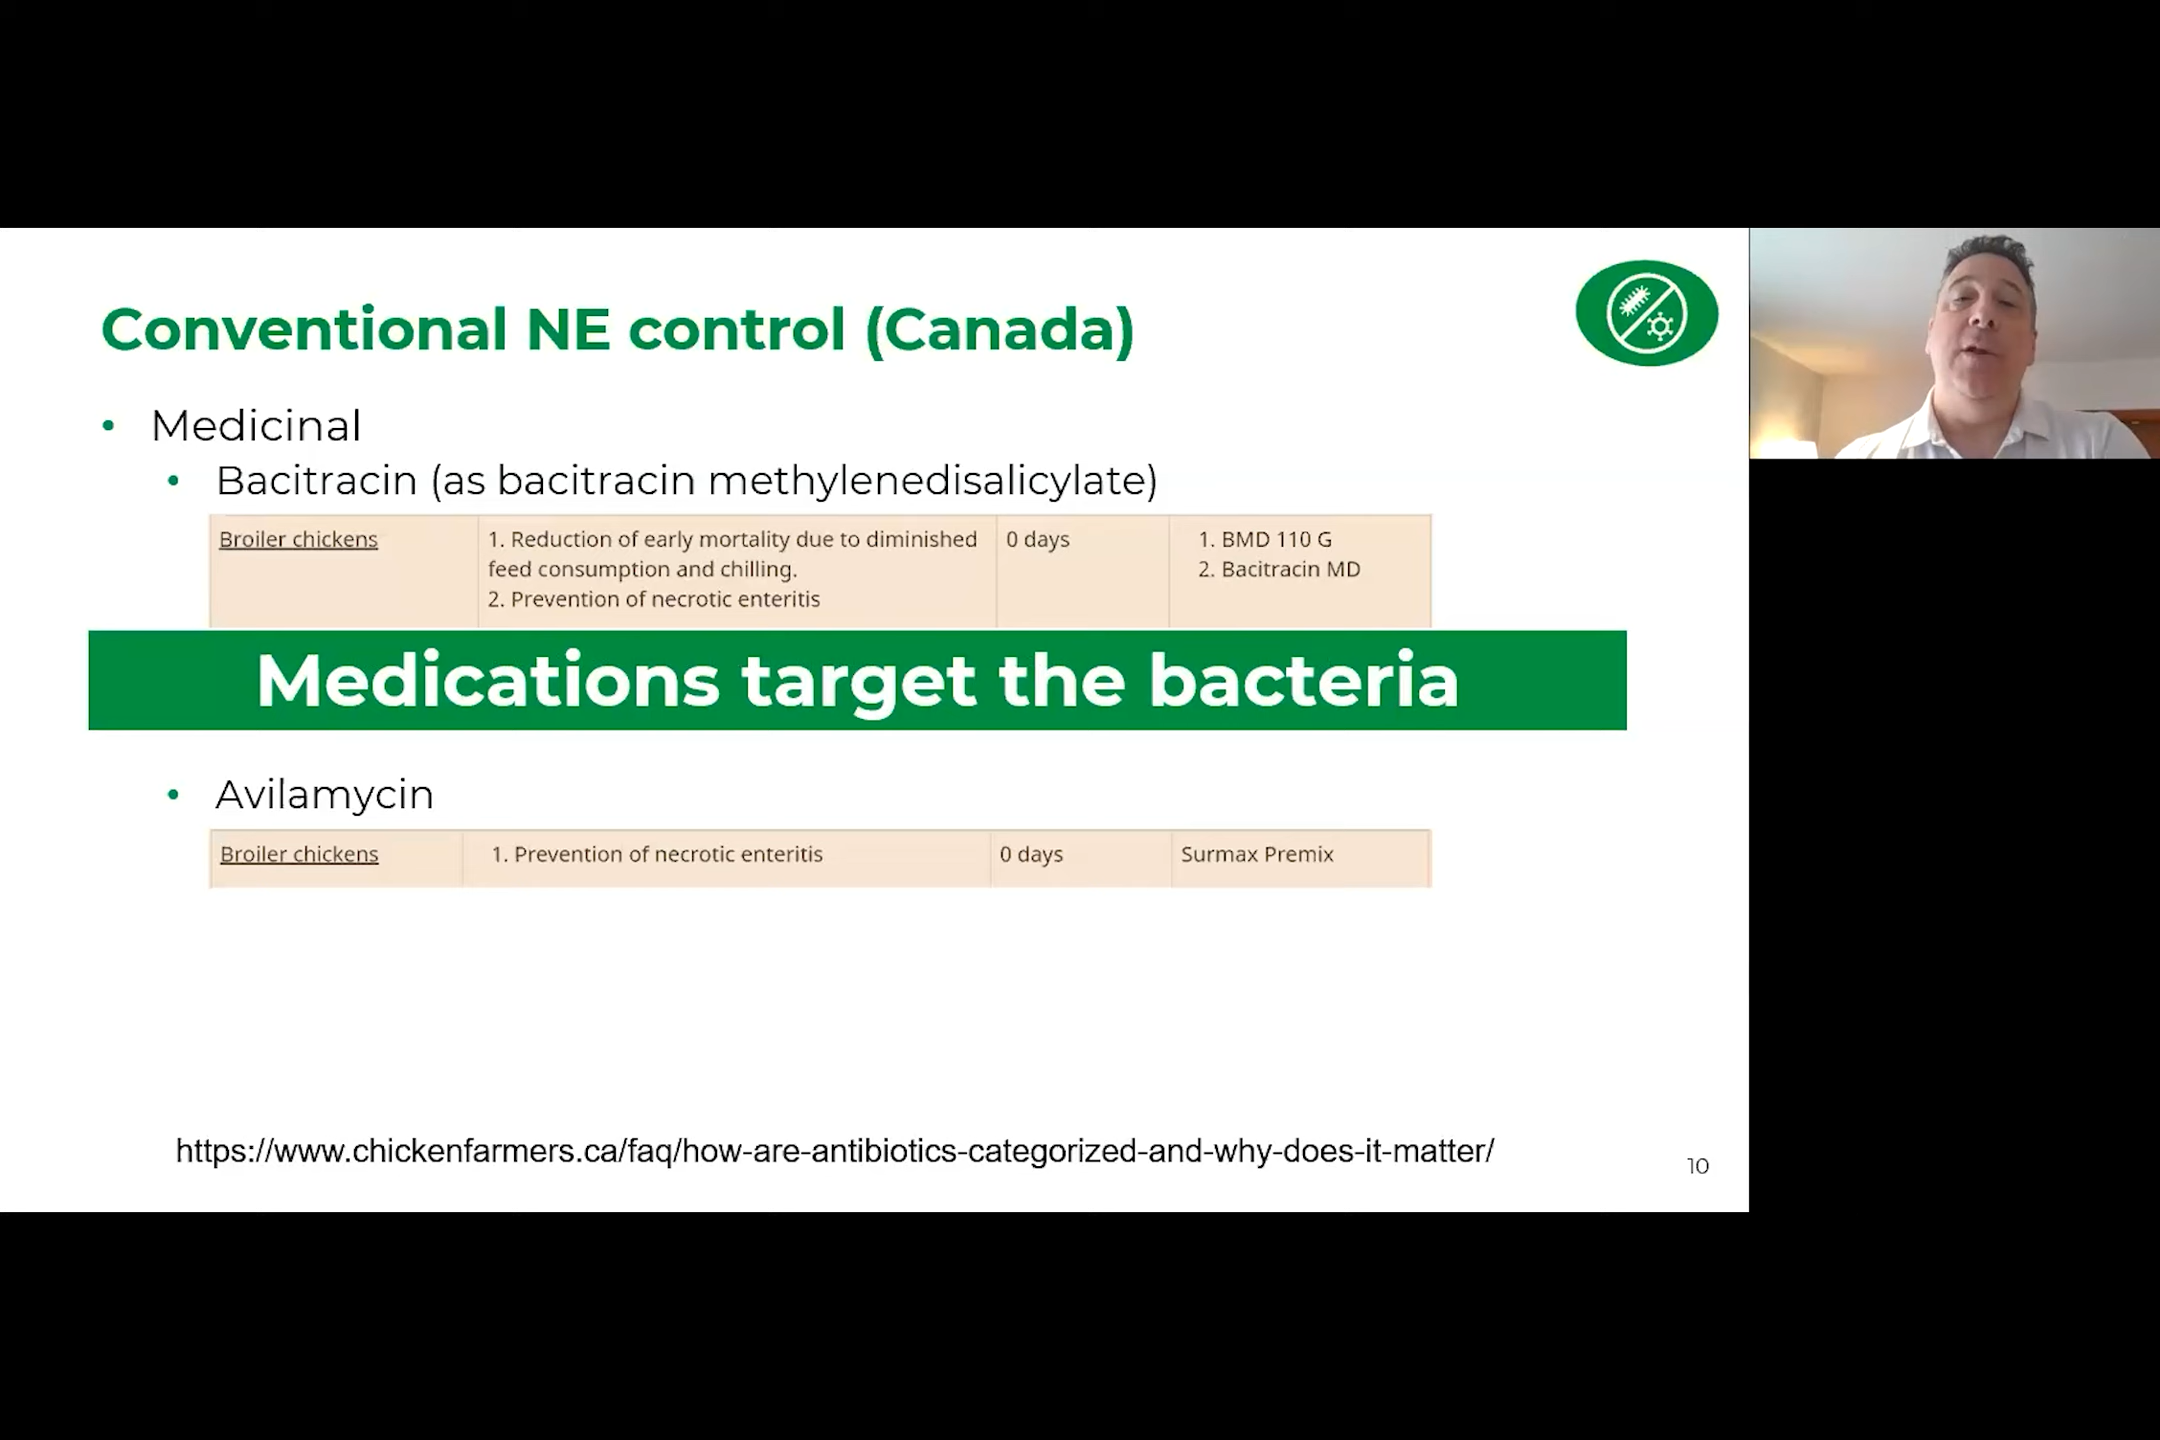 Conventional NE control (Canada)
• Medicinal
• Bacitracin (as bacitracin methylenedisalicylate)
Broiler chickens
1. Reduction of early mortality due to diminished
feed consumption and chilling.
2. Prevention of necrotic enteritis
0 days
1. BMD 110 G
2. Bacitracin MD
Medications target the bacteria
• Avilamycin
Broiler chickens
1. Prevention of necrotic enteritis
0 days
Surmax Premix
https://www.chickenfarmers.ca/faq/how-are-antibiotics-categorized-and-why-does-it-matter/
10